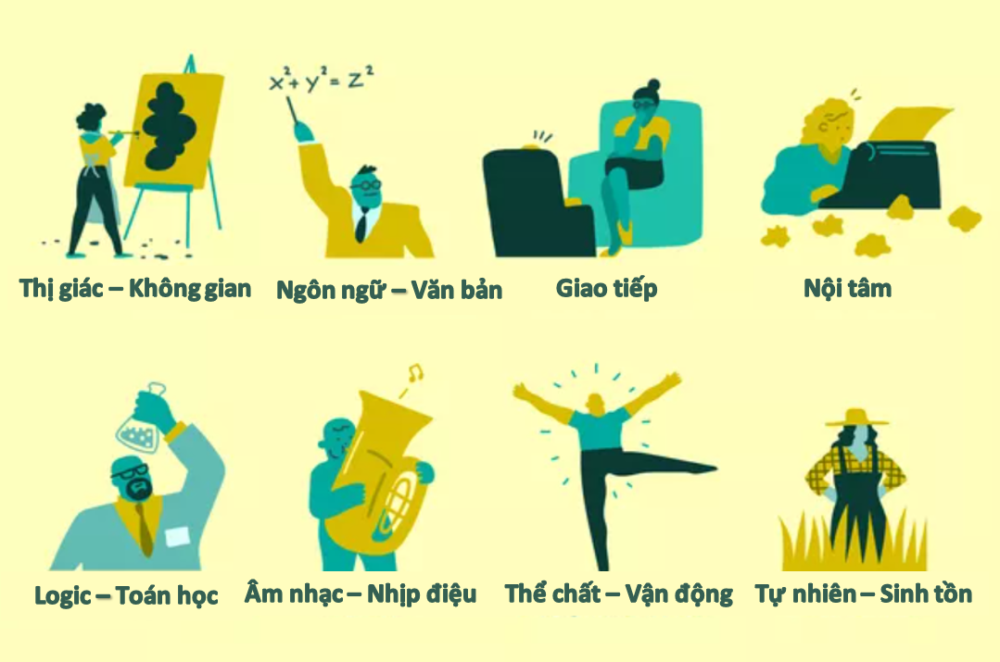 x² + y² = z²
Thị giác – Không gian
Ngôn ngữ – Văn bản
Giao tiếp
Nội tâm
Logic – Toán học
Âm nhạc – Nhịp điệu
Thể chất – Vận động
Tự nhiên – Sinh tồn